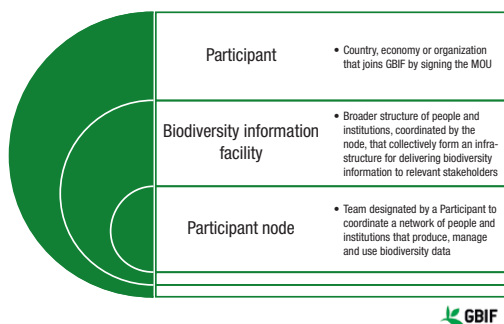 Participant
• Country, economy or organization
that joins GBIF by signing the MOU
Biodiversity information
facility
• Broader structure of people and
institutions, coordinated by the
node, that collectively form an infra-
structure for delivering biodiversity
information to relevant stakeholders
Participant node
• Team designated by a Participant to
coordinate a network of people and
institutions that produce, manage
and use biodiversity data
GBIF